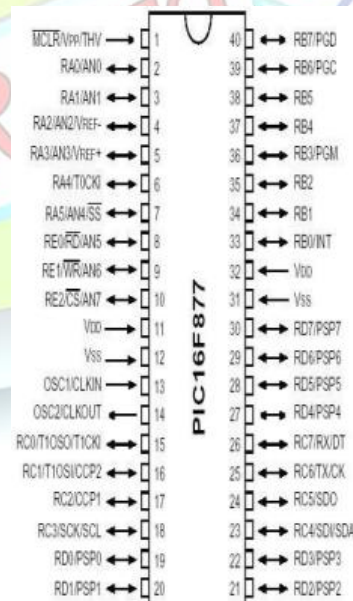 MCLR/VPP/THV 1 40 RB7/PGD
RA0/AN0 2 39 RB6/PGC
RA1/AN1 3 38 RB5
RA2/AN2/VREF- 4 37 RB4
RA3/AN3/VREF+ 5 36 RB3/PGM
RA4/T0CKI 6 35 RB2
RA5/AN4/SS 7 34 RB1
RE0/RD/AN5 8 33 RB0/INT
RE1/WR/AN6 9 32 VDD
RE2/CS/AN7 10 31 VSS
VDD 11 30 RD7/PSP7
VSS 12 29 RD6/PSP6
OSC1/CLKIN 13 28 RD5/PSP5
OSC2/CLKOUT 14 27 RD4/PSP4
RC0/T1OSO/T1CKI 15 26 RC7/RX/DT
RC1/T1OSI/CCP2 16 25 RC6/TX/CK
RC2/CCP1 17 24 RC5/SDO
RC3/SCK/SCL 18 23 RC4/SDI/SDA
RD0/PSP0 19 22 RD3/PSP3
RD1/PSP1 20 21 RD2/PSP2
PIC16F877